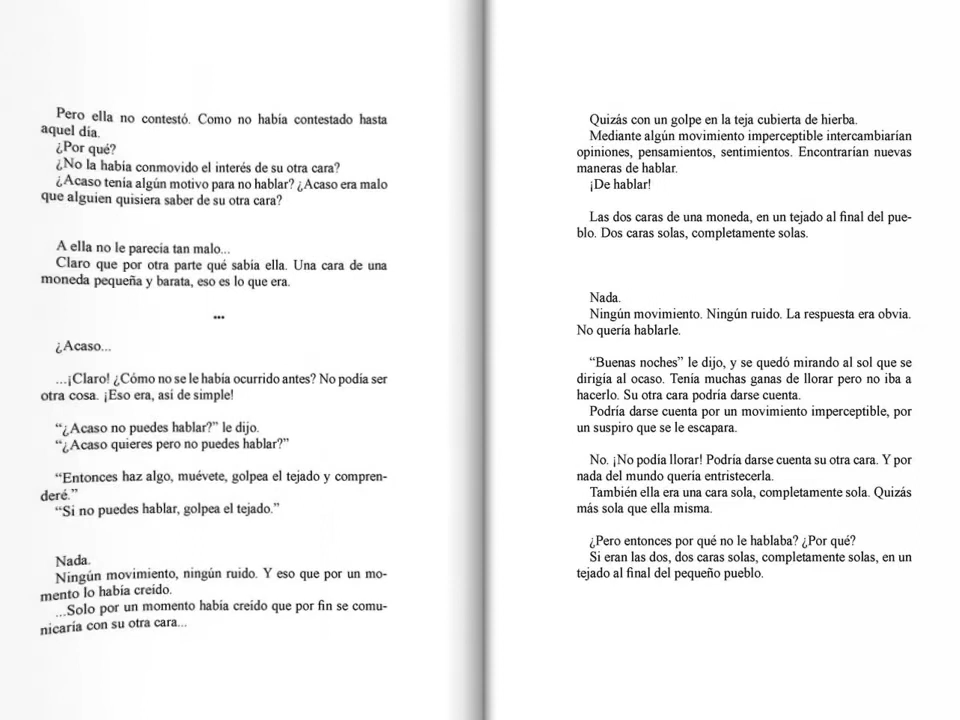 Pero ella no contestó. Como no había contestado hasta
aquel día.
¿Por qué?
¿No la había conmovido el interés de su otra cara?
¿Acaso tenía algún motivo para no hablar? ¿Acaso era malo
que alguien quisiera saber de su otra cara?
A ella no le parecía tan malo...
Claro que por otra parte qué sabía ella. Una cara de una
moneda pequeña y barata, eso es lo que era.
...
¿Acaso...
...¡Claro! ¿Cómo no se le había ocurrido antes? No podía ser
otra cosa. ¡Eso era, así de simple!
“¿Acaso no puedes hablar?” le dijo.
“¿Acaso quieres pero no puedes hablar?”
“Entonces haz algo, muévete, golpea el tejado y compren-
deré.”
“Si no puedes hablar, golpea el tejado.”
Nada.
Ningún movimiento, ningún ruido. Y eso que por un mo-
mento lo había creído.
...Solo por un momento había creído que por fin se comu-
nicaría con su otra cara...
Quizás con un golpe en la teja cubierta de hierba.
Mediante algún movimiento imperceptible intercambiarían
opiniones, pensamientos, sentimientos. Encontrarían nuevas
maneras de hablar.
¡De hablar!
Las dos caras de una moneda, en un tejado al final del pue-
blo. Dos caras solas, completamente solas.
Nada.
Ningún movimiento. Ningún ruido. La respuesta era obvia.
No quería hablarle.
“Buenas noches” le dijo, y se quedó mirando al sol que se
dirigía al ocaso. Tenía muchas ganas de llorar pero no iba a
hacerlo. Su otra cara podría darse cuenta.
Podría darse cuenta por un movimiento imperceptible, por
un suspiro que se le escapara.
No. ¡No podía llorar! Podría darse cuenta su otra cara. Y por
nada del mundo quería entristecerla.
También ella era una cara sola, completamente sola. Quizás
más sola que ella misma.
¿Pero entonces por qué no le hablaba? ¿Por qué?
Si eran las dos, dos caras solas, completamente solas, en un
tejado al final del pequeño pueblo.